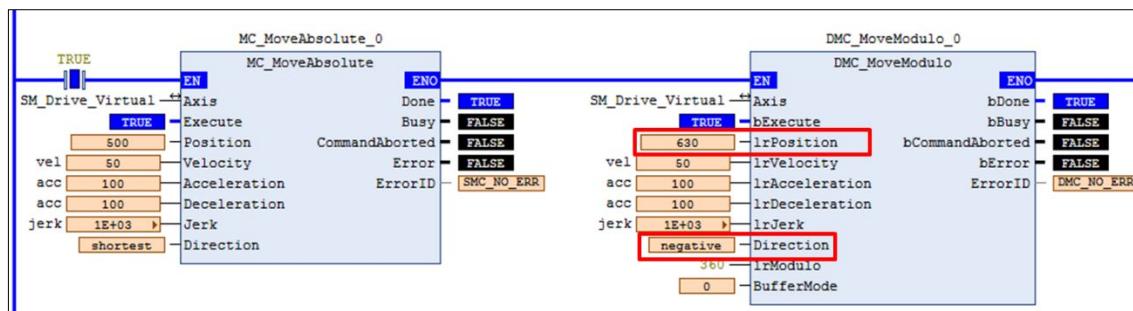 MC_MoveAbsolute_0
DMC_MoveModulo_0
TRUE
MC_MoveAbsolute
DMC_MoveModulo
EN ENO
EN ENO
SM_Drive_Virtual Axis Done TRUE
SM_Drive_Virtual Axis bDone TRUE
TRUE Execute Busy FALSE
TRUE bExecute bBusy FALSE
500 Position CommandAborted FALSE
630 lrPosition bCommandAborted FALSE
vel 50 Velocity Error FALSE
vel 50 lrVelocity bError FALSE
acc 100 Acceleration ErrorID SMC_NO_ERR
acc 100 lrAcceleration ErrorID DMC_NO_ERR
acc 100 Deceleration
acc 100 lrDeceleration
jerk 1E+03 Jerk
jerk 1E+03 lrJerk
shortest Direction
negative Direction
360 lrModulo
0 BufferMode